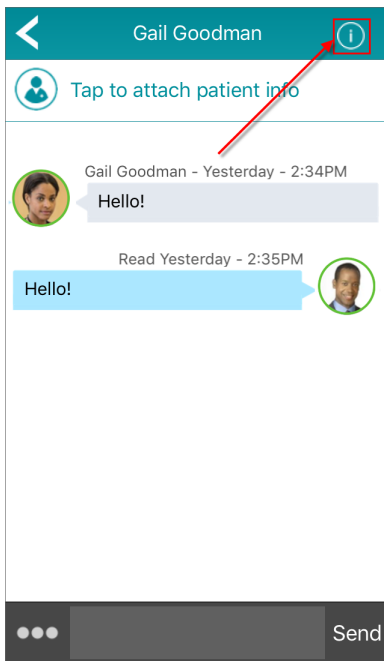 Gail Goodman
Tap to attach patient info
Gail Goodman - Yesterday - 2:34PM
Hello!
Read Yesterday - 2:35PM
Hello!
Send